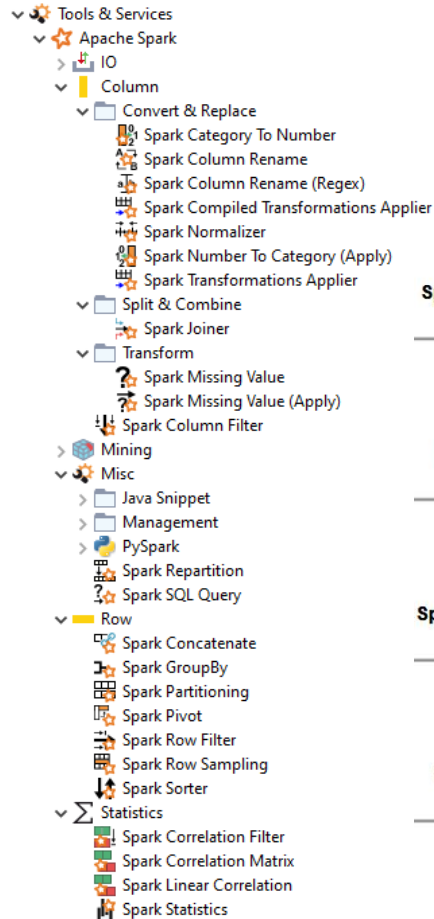 Tools & Services
Apache Spark
IO
Column
Convert & Replace
Spark Category To Number
Spark Column Rename
Spark Column Rename (Regex)
Spark Compiled Transformations Applier
Spark Normalizer
Spark Number To Category (Apply)
Spark Transformations Applier
Split & Combine
Spark Joiner
Transform
Spark Missing Value
Spark Missing Value (Apply)
Spark Column Filter
Mining
Misc
Java Snippet
Management
PySpark
Spark Repartition
Spark SQL Query
Row
Spark Concatenate
Spark GroupBy
Spark Partitioning
Spark Pivot
Spark Row Filter
Spark Row Sampling
Spark Sorter
Statistics
Spark Correlation Filter
Spark Correlation Matrix
Spark Linear Correlation
Spark Statistics